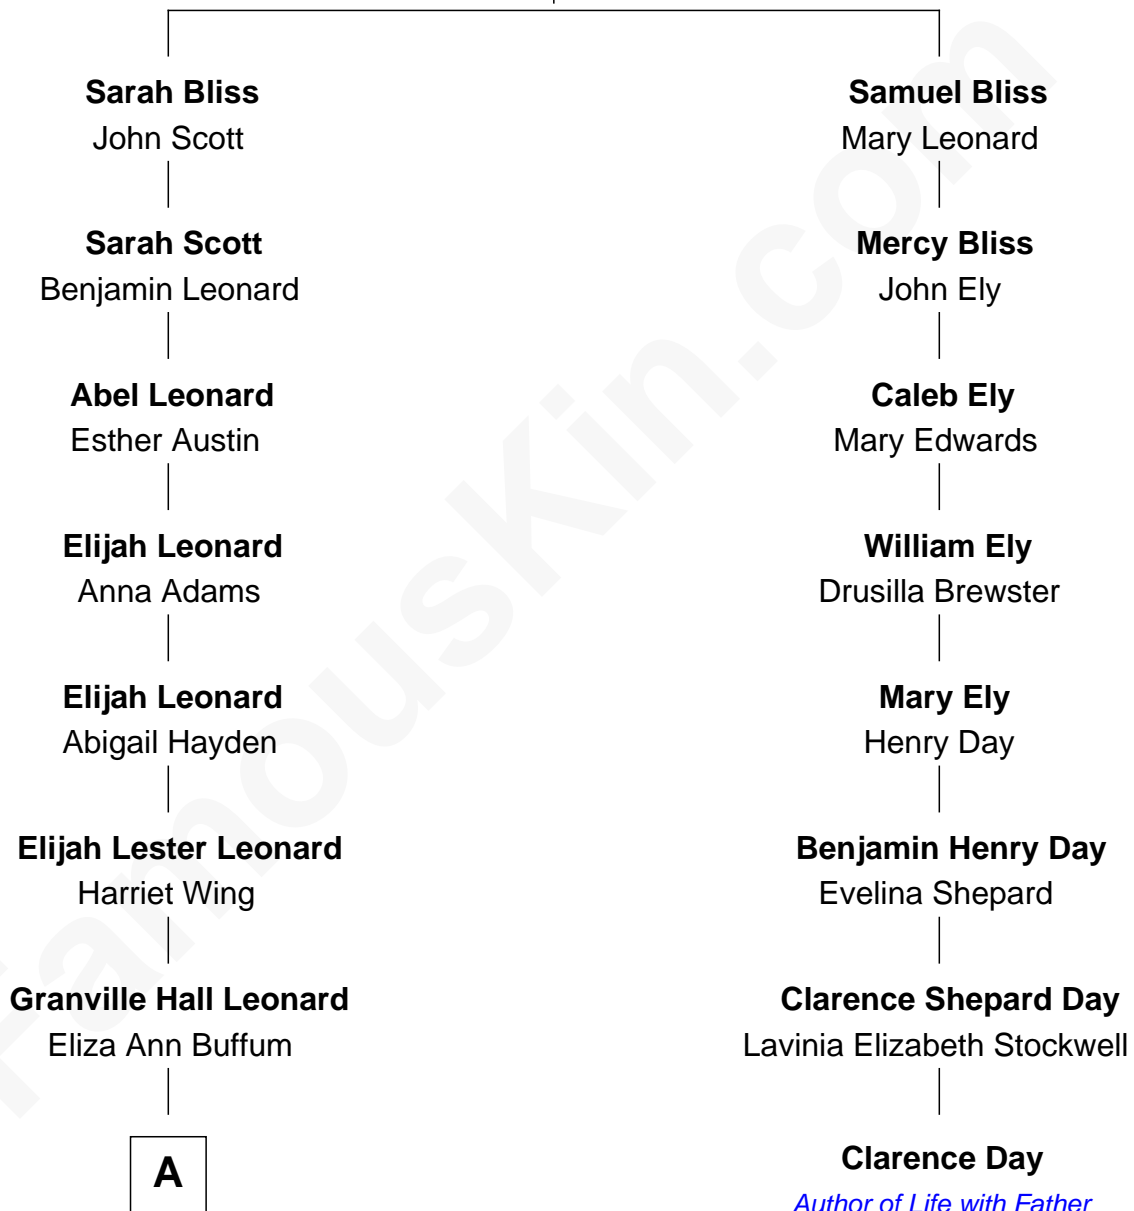 Sarah Bliss
John Scott
Samuel Bliss
Mary Leonard
Sarah Scott
Benjamin Leonard
Mercy Bliss
John Ely
Abel Leonard
Esther Austin
Caleb Ely
Mary Edwards
Elijah Leonard
Anna Adams
William Ely
Drusilla Brewster
Elijah Leonard
Abigail Hayden
Mary Ely
Henry Day
Elijah Lester Leonard
Harriet Wing
Benjamin Henry Day
Evelina Shepard
Granville Hall Leonard
Eliza Ann Buffum
Clarence Shepard Day
Lavinia Elizabeth Stockwell
A
Clarence Day
Author of Life with Father
FamousKin.com